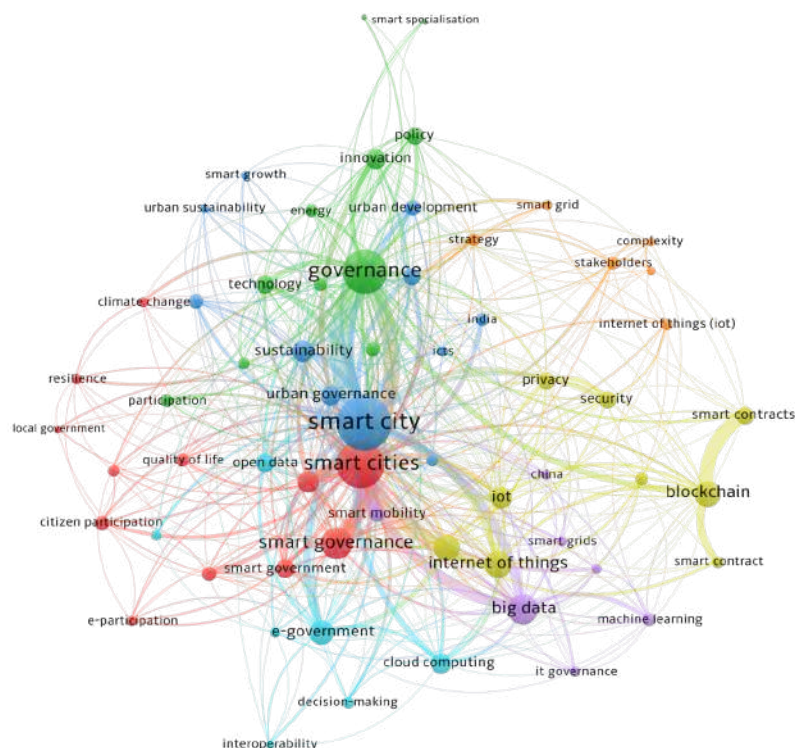 smart specialisation
policy
innovation
smart growth
urban sustainability
energy
urban development
smart grid
strategy
complexity
stakeholders
governance
technology
climate change
india
internet of things (iot)
sustainability
icts
resilience
privacy
participation
urban governance
security
smart contracts
local government
smart city
quality of life
open data
smart cities
china
iot
blockchain
smart mobility
citizen participation
smart governance
smart grids
smart government
internet of things
smart contract
big data
e-participation
e-government
machine learning
cloud computing
it governance
decision-making
interoperability